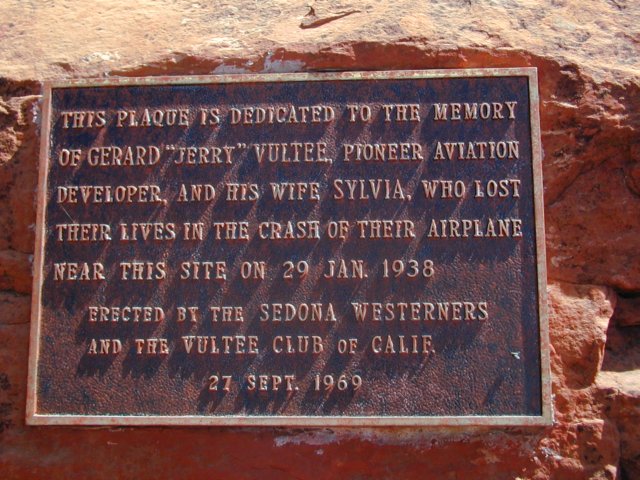 THIS PLAQUE IS DEDICATED TO THE MEMORY
OF GERARD "JERRY" VULTEE, PIONEER AVIATION
DEVELOPER, AND HIS WIFE SYLVIA, WHO LOST
THEIR LIVES IN THE CRASH OF THEIR AIRPLANE
NEAR THIS SITE ON 29 JAN. 1938
ERECTED BY THE SEDONA WESTERNERS
AND THE VULTEE CLUB OF CALIF.
27 SEPT. 1969